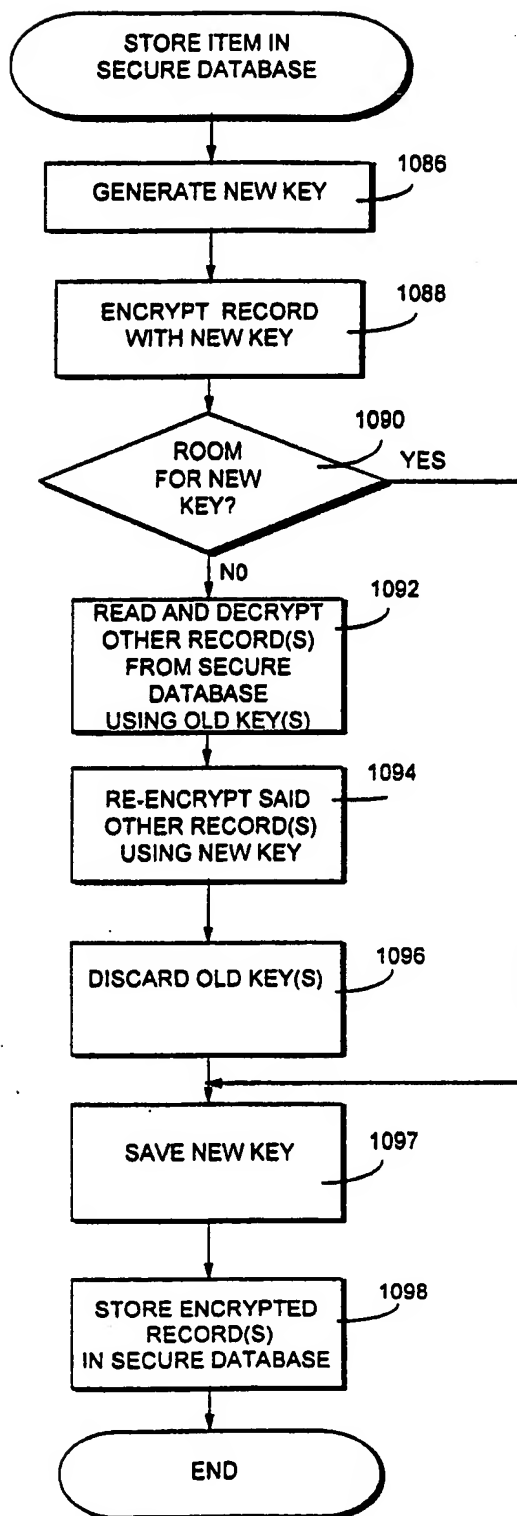 STORE ITEM IN
SECURE DATABASE
1086
GENERATE NEW KEY
1088
ENCRYPT RECORD
WITH NEW KEY
1090
ROOM
FOR NEW
KEY?
YES
NO
1092
READ AND DECRYPT
OTHER RECORD(S)
FROM SECURE
DATABASE
USING OLD KEY(S)
1094
RE-ENCRYPT SAID
OTHER RECORD(S)
USING NEW KEY
1096
DISCARD OLD KEY(S)
SAVE NEW KEY
1097
1098
STORE ENCRYPTED
RECORD(S)
IN SECURE DATABASE
END